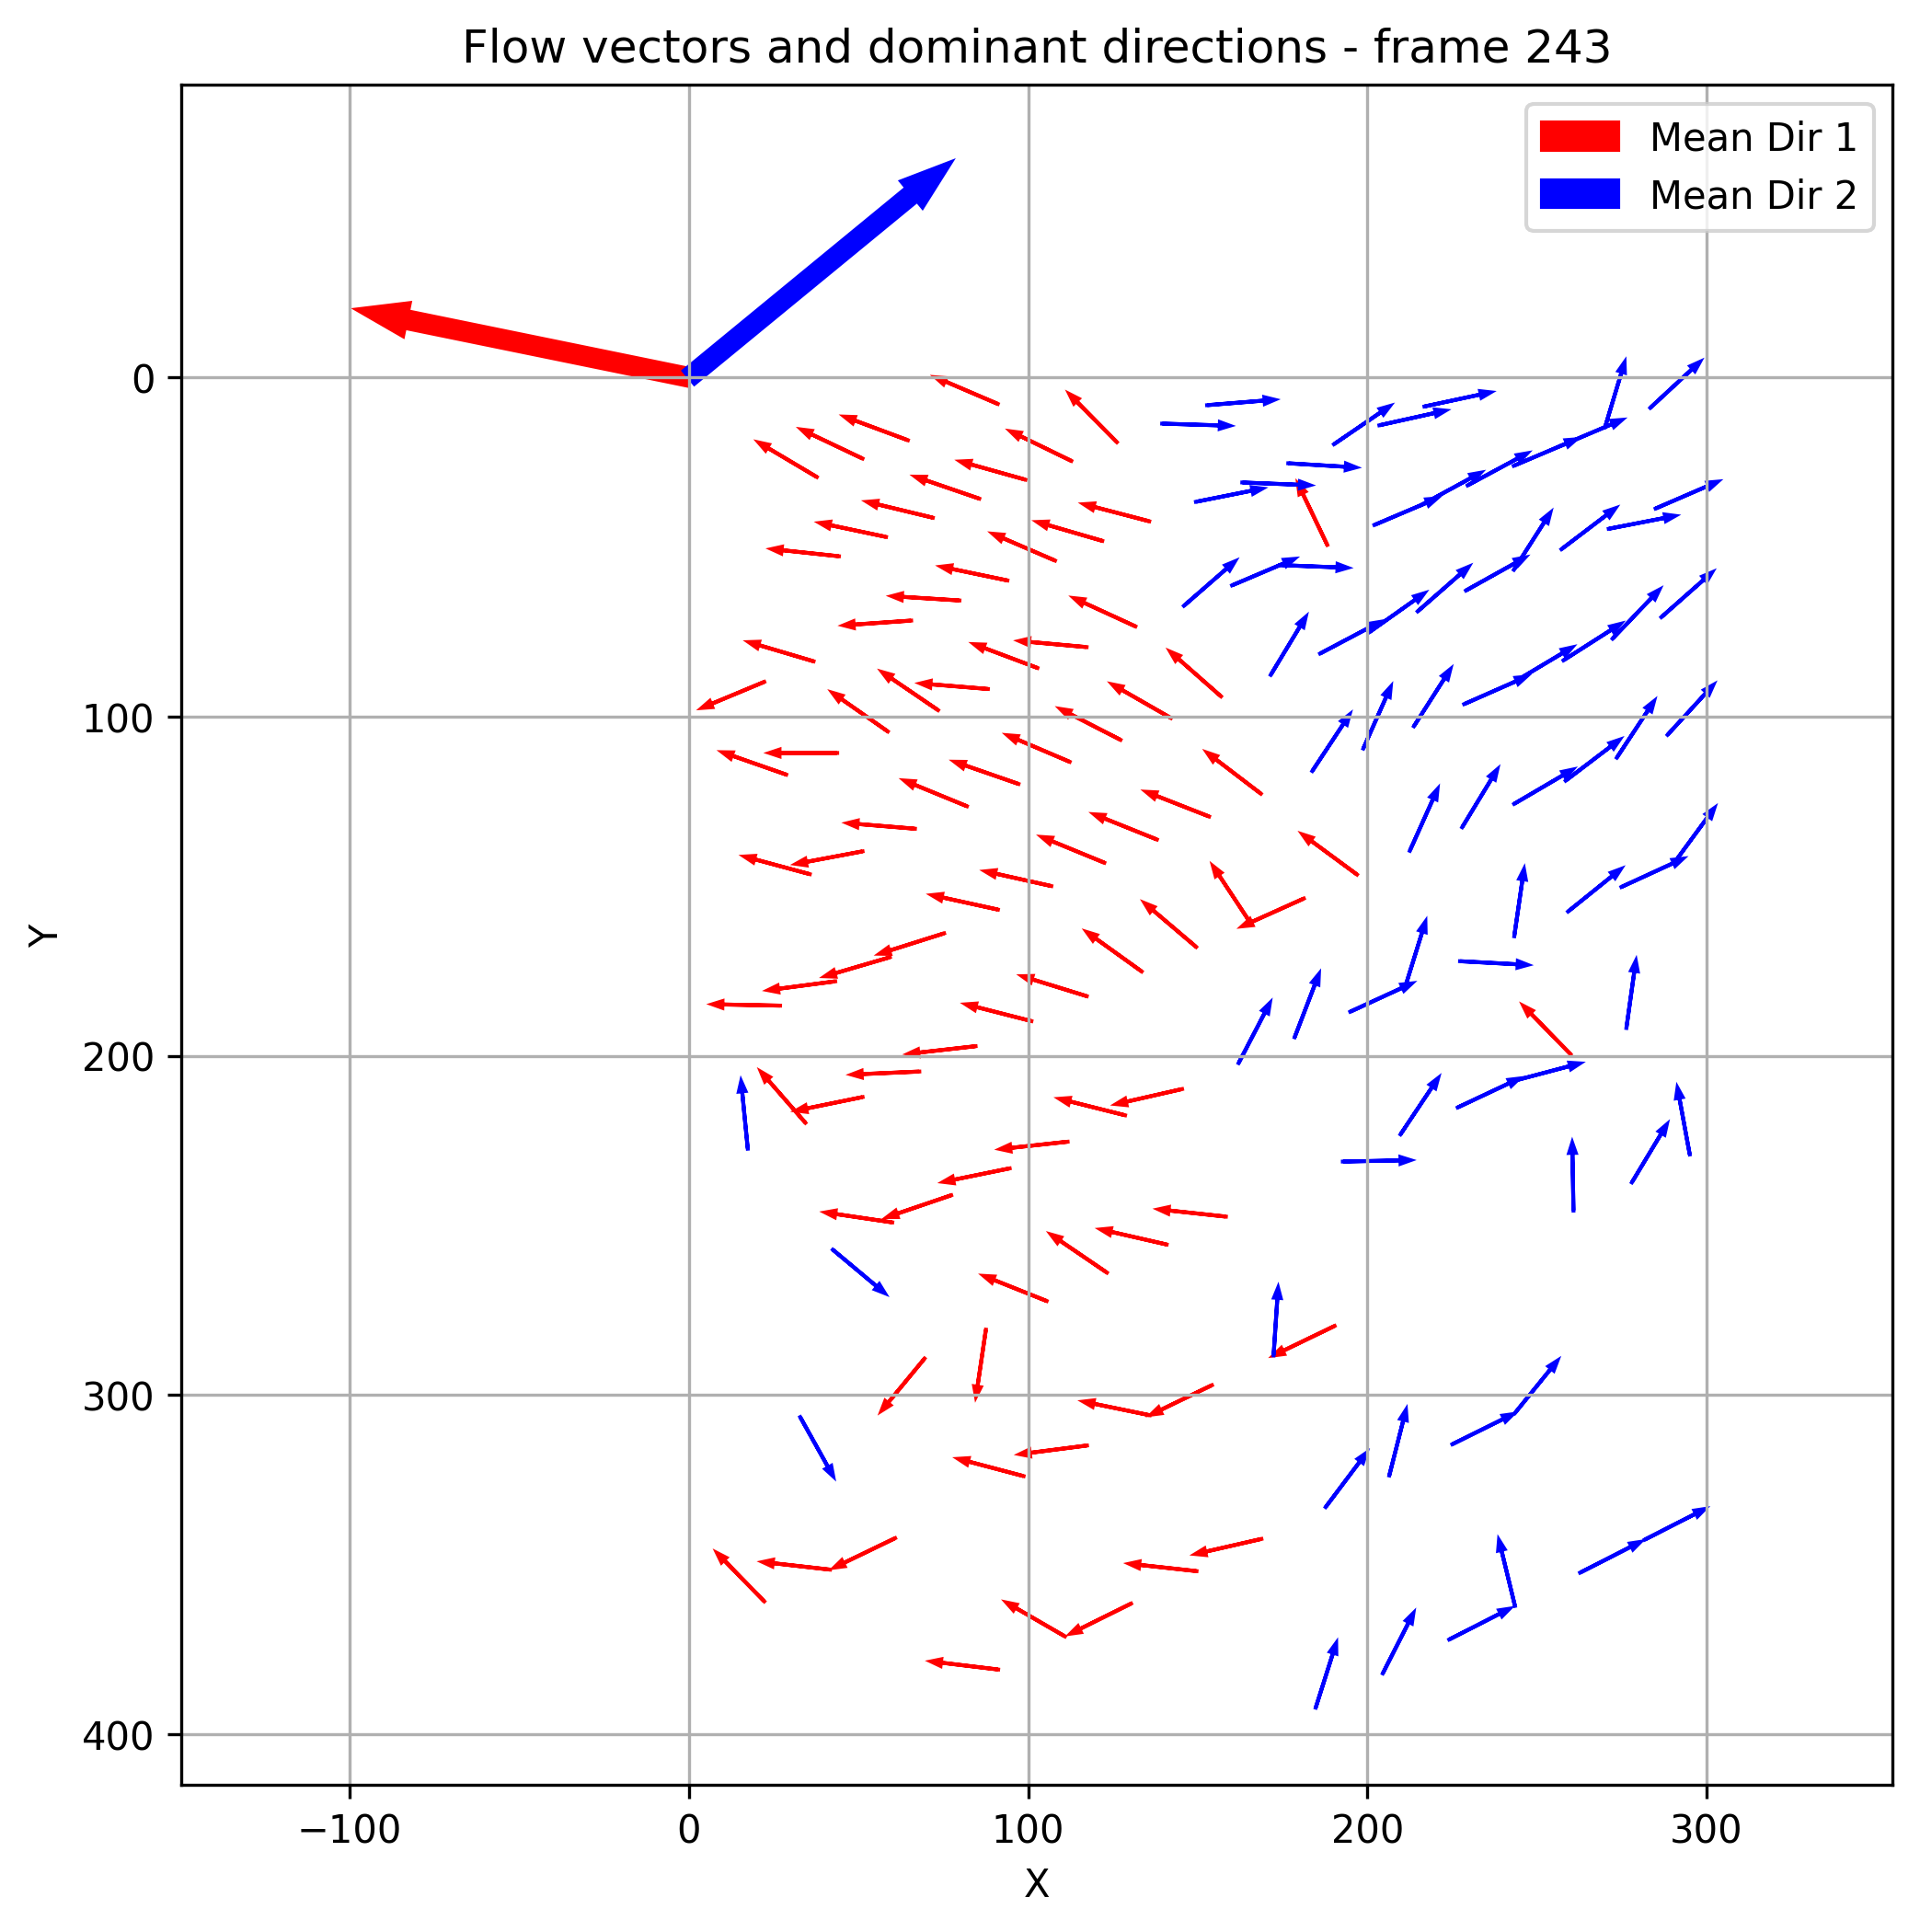 Flow vectors and dominant directions - frame 243
Mean Dir 1
Mean Dir 2
0
100
200
300
400
Y
−100
0
100
200
300
X